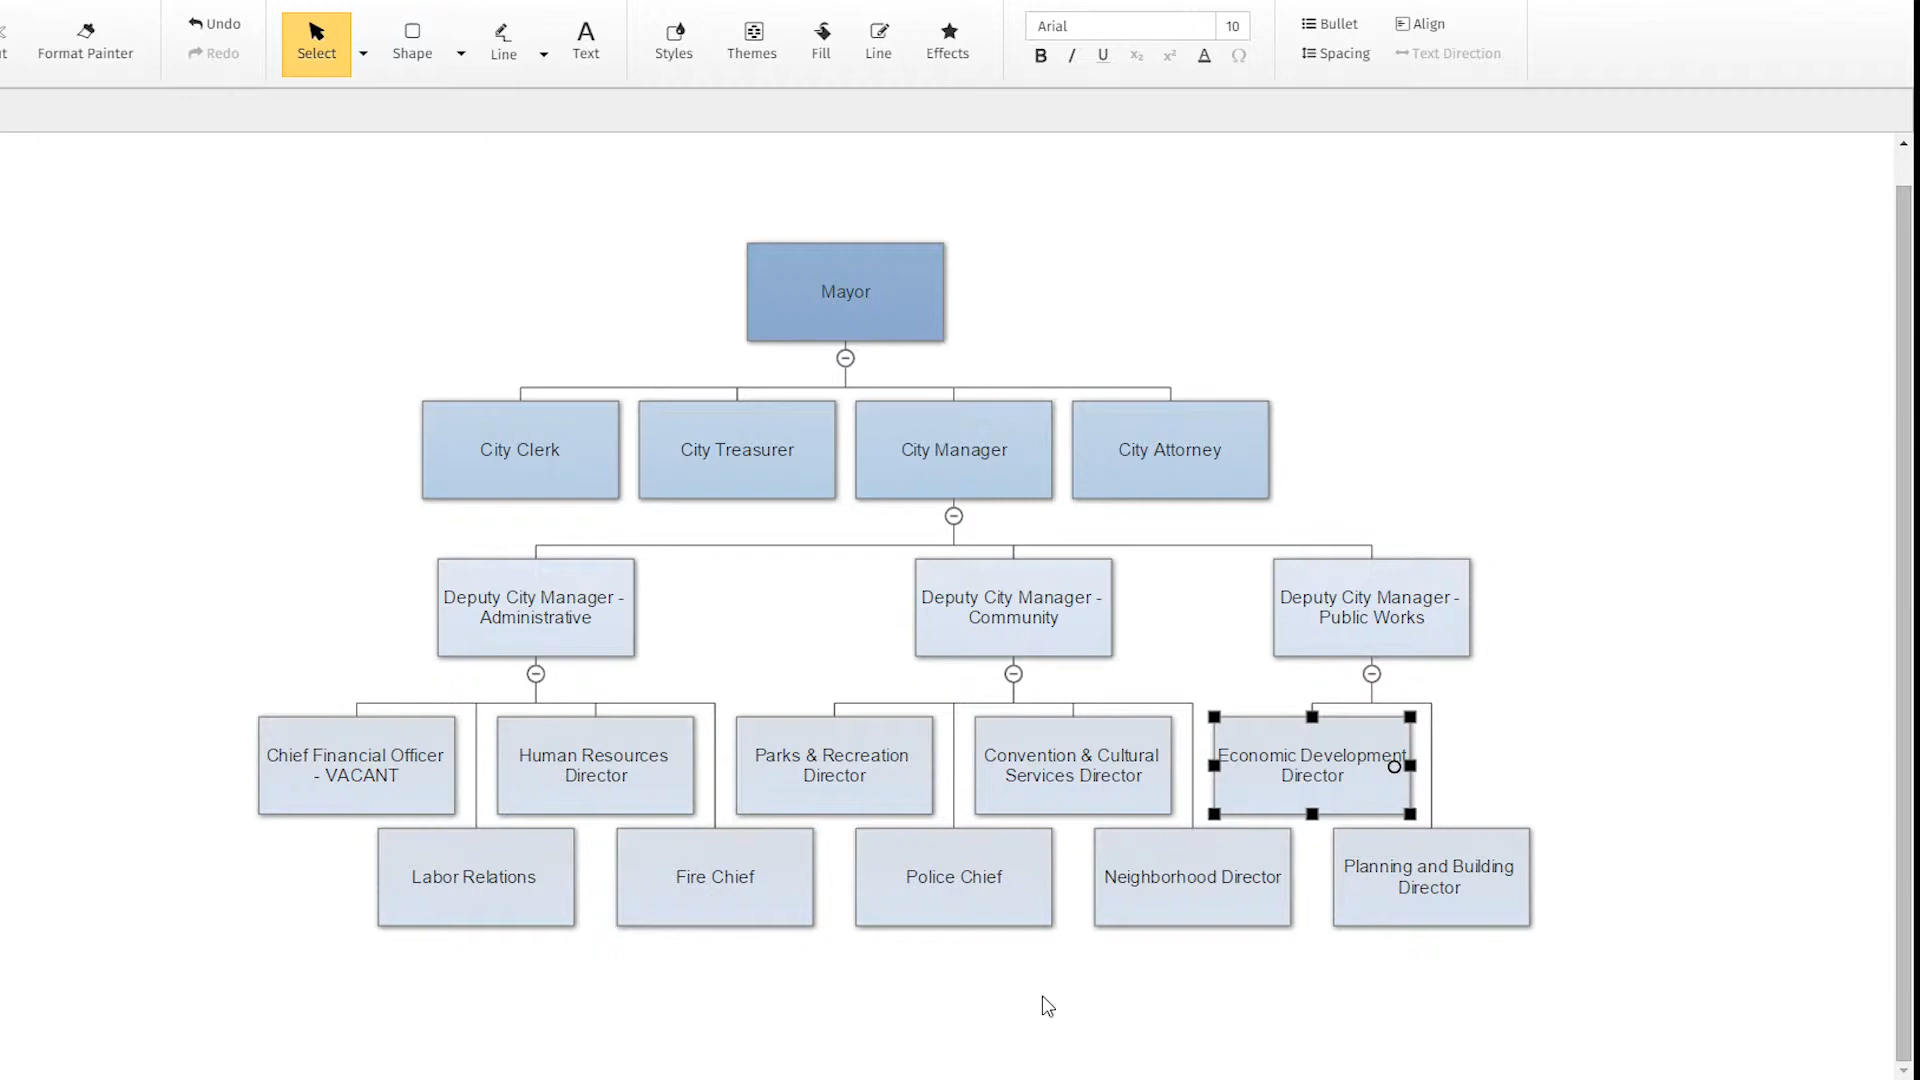 Format Painter
Undo
Redo
Select
Shape
Line
Text
Styles
Themes
Fill
Line
Effects
Arial
10
B I U x₂ x² A Ω
Bullet
Align
Spacing
Text Direction
Mayor
City Clerk
City Treasurer
City Manager
City Attorney
Deputy City Manager -
Administrative
Deputy City Manager -
Community
Deputy City Manager -
Public Works
Chief Financial Officer
- VACANT
Human Resources
Director
Parks & Recreation
Director
Convention & Cultural
Services Director
Economic Development
Director
Labor Relations
Fire Chief
Police Chief
Neighborhood Director
Planning and Building
Director